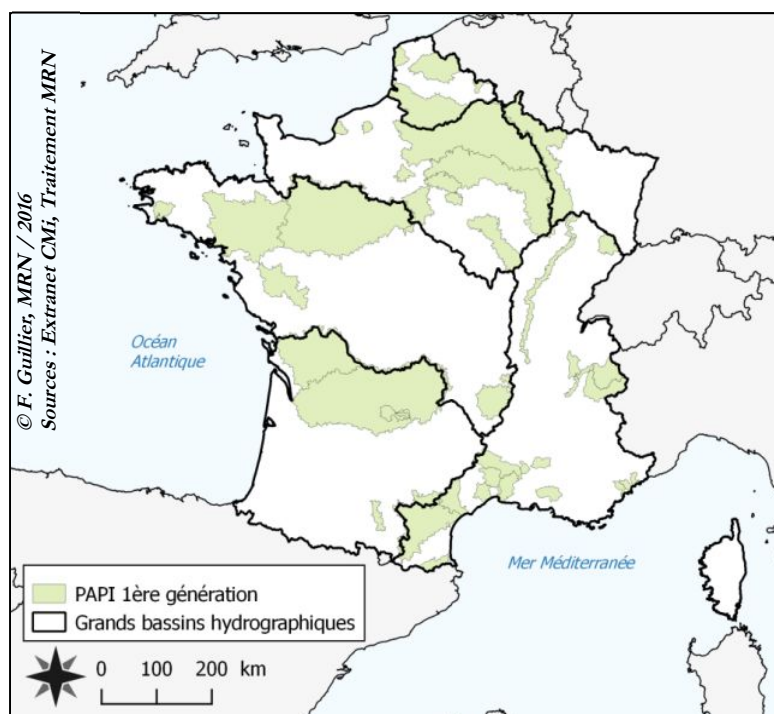 © F. Guillier, MRN / 2016
Sources : Extranet CMi, Traitement MRN
Océan
Atlantique
Mer Méditerranée
PAPI 1ère génération
Grands bassins hydrographiques
0 100 200 km